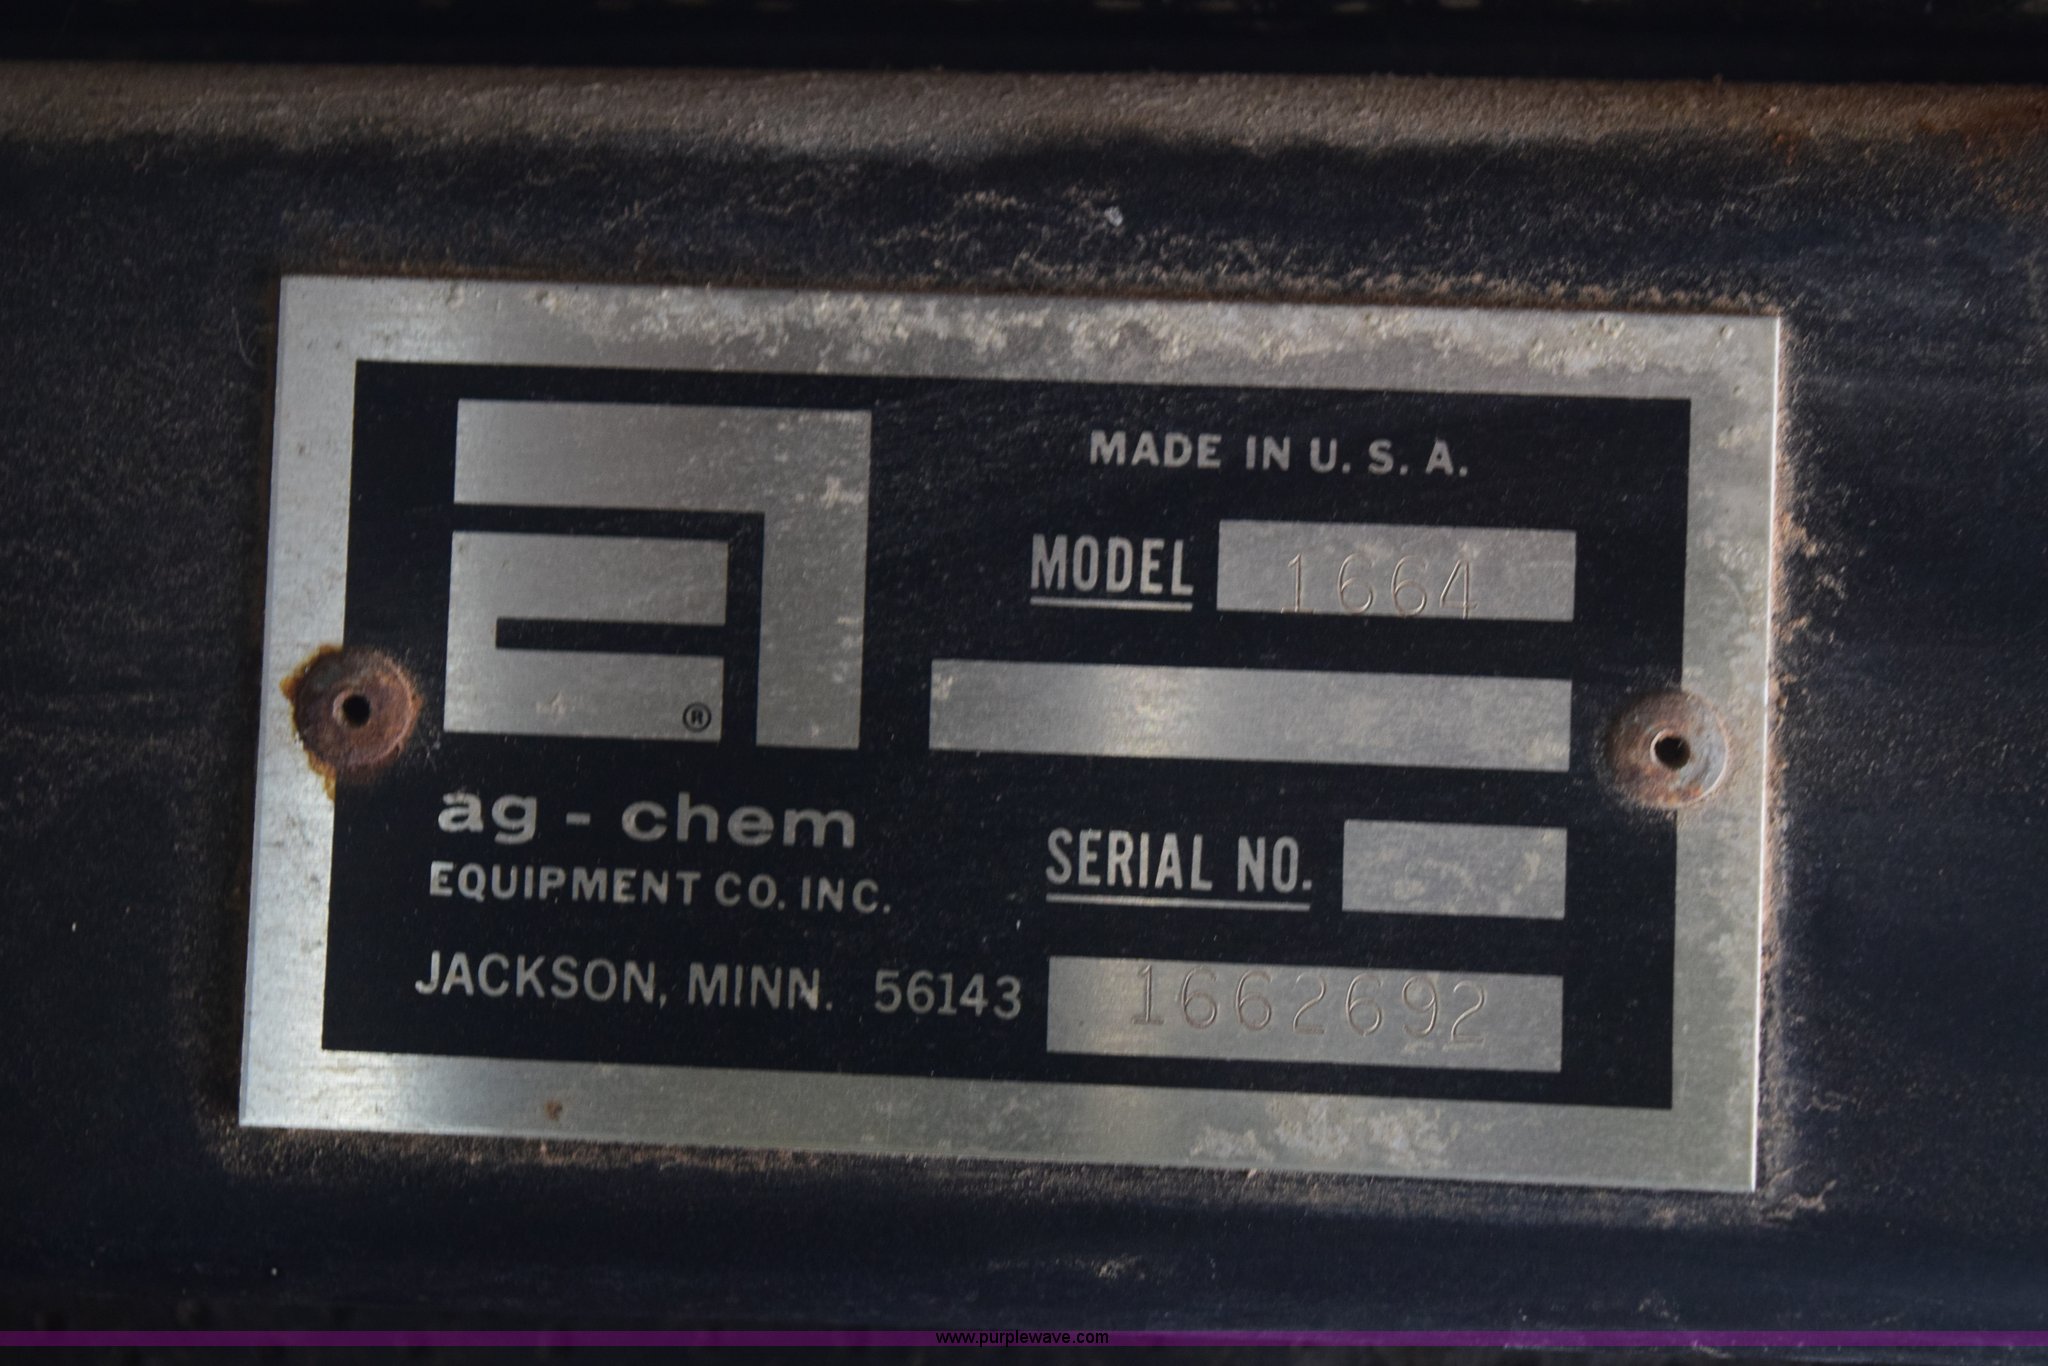 MADE IN U. S. A.
MODEL 1664
®
ag - chem
EQUIPMENT CO. INC.
SERIAL NO.
JACKSON, MINN. 56143
1662692
www.purplewave.com